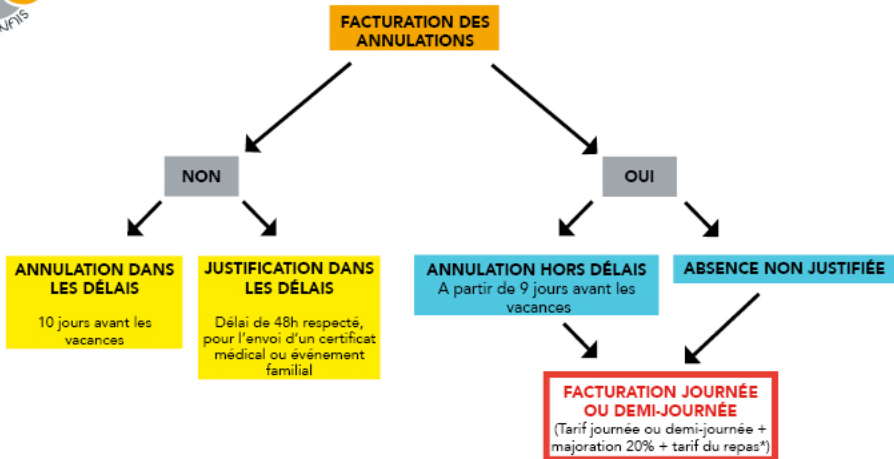 FACTURATION DES
ANNULATIONS
NON
OUI
ANNULATION DANS
LES DÉLAIS
10 jours avant les
vacances
JUSTIFICATION DANS
LES DÉLAIS
Délai de 48h respecté,
pour l'envoi d'un certificat
médical ou événement
familial
ANNULATION HORS DÉLAIS
A partir de 9 jours avant les
vacances
ABSENCE NON JUSTIFIÉE
FACTURATION JOURNÉE
OU DEMI-JOURNÉE
(Tarif journée ou demi-journée +
majoration 20% + tarif du repas*)